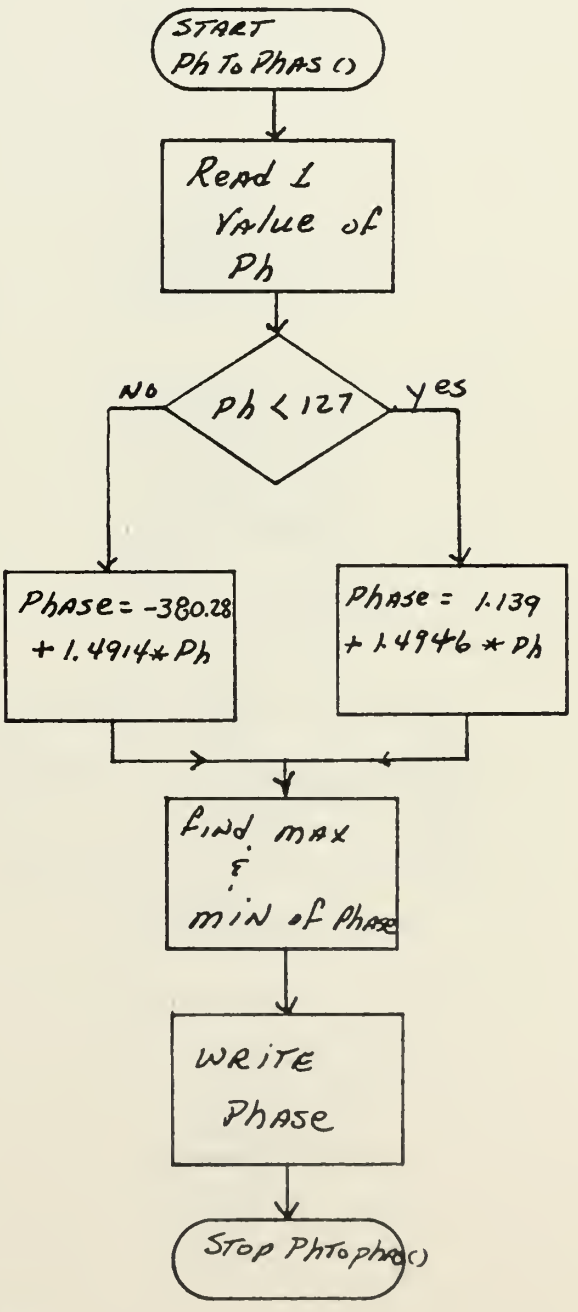 START
Ph To PhAS ()
Read 1
Value of
Ph
Ph < 127
No
yes
Phase = -380.28
+ 1.4914 * Ph
Phase = 1.139
+ 1.4946 * Ph
find max
&
min of Phase
WRiTE
Phase
STOP PhTophas()